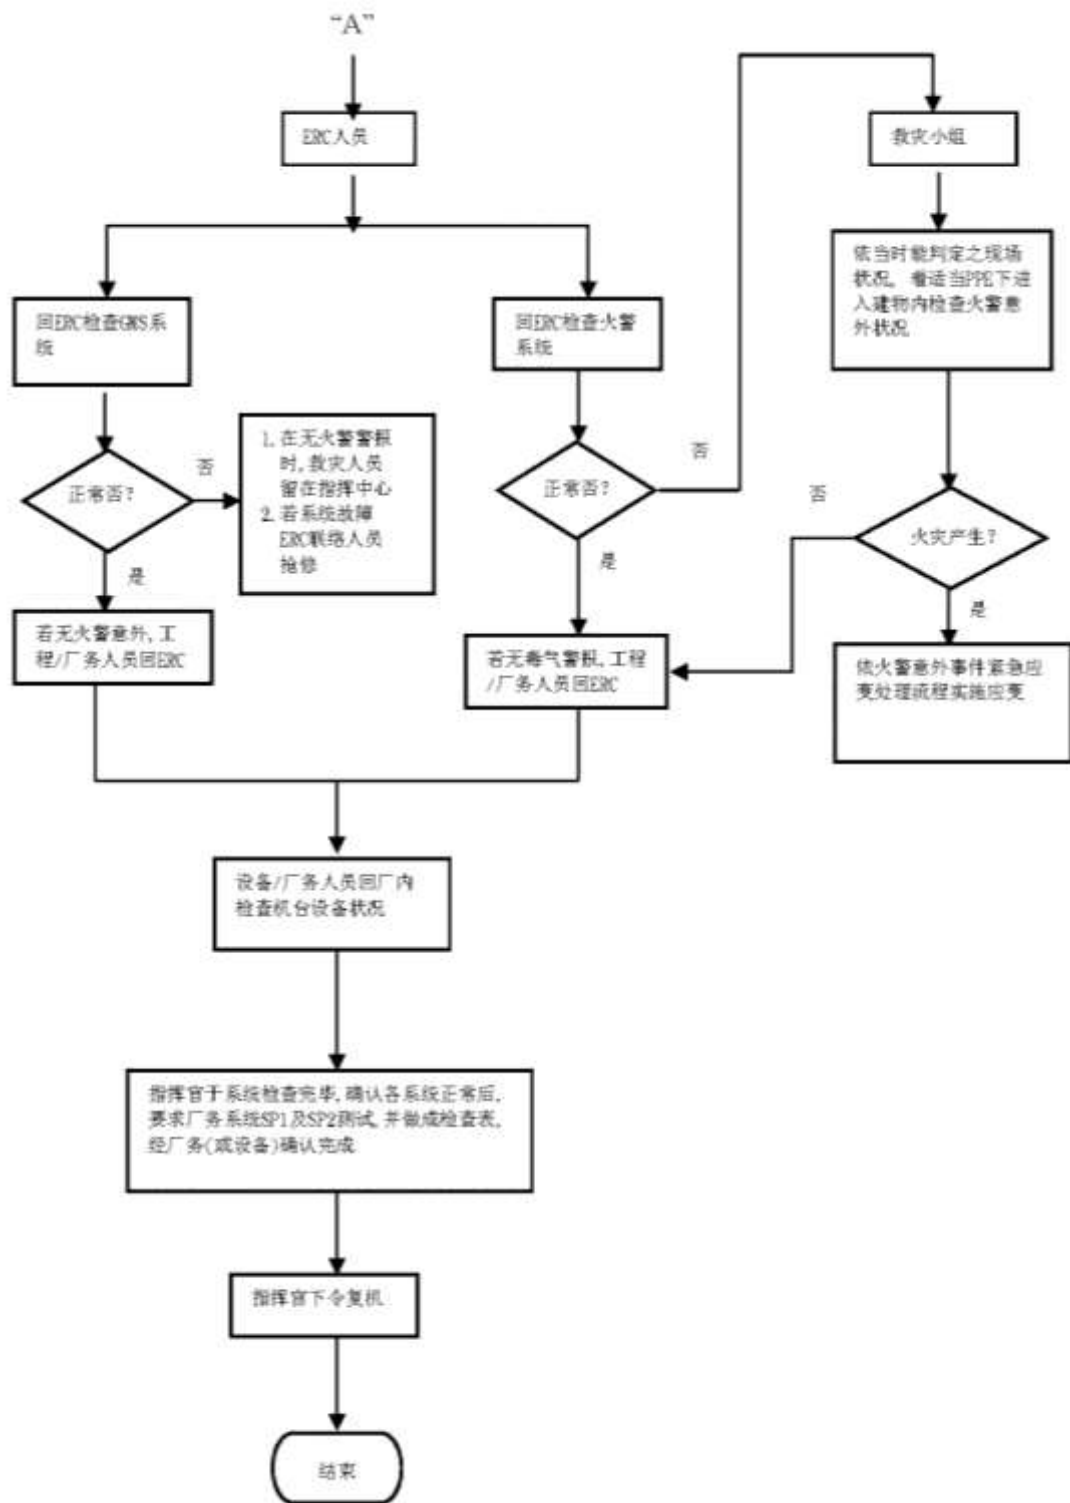 “A”
ERC人员
救灾小组
依当时能判定之现场
状况，着适当PPE下进
入建物内检查火警意
外状况
回ERC检查GMS系
统
回ERC检查火警
系统
1. 在无火警警报
时,救灾人员
留在指挥中心
2. 若系统故障
ERC联络人员
抢修
否
正常否?
否
正常否?
否
火灾产生?
是
是
是
若无火警意外,工
程/厂务人员回ERC
若无毒气警报,工程
/厂务人员回ERC
依火警意外事件紧急应
变处理流程实施应变
设备/厂务人员回厂内
检查机台设备状况
指挥官于系统检查完毕,确认各系统正常后,
要求厂务系统SP1及SP2测试,并做成检查表,
经厂务(或设备)确认完成
指挥官下令复机
结束